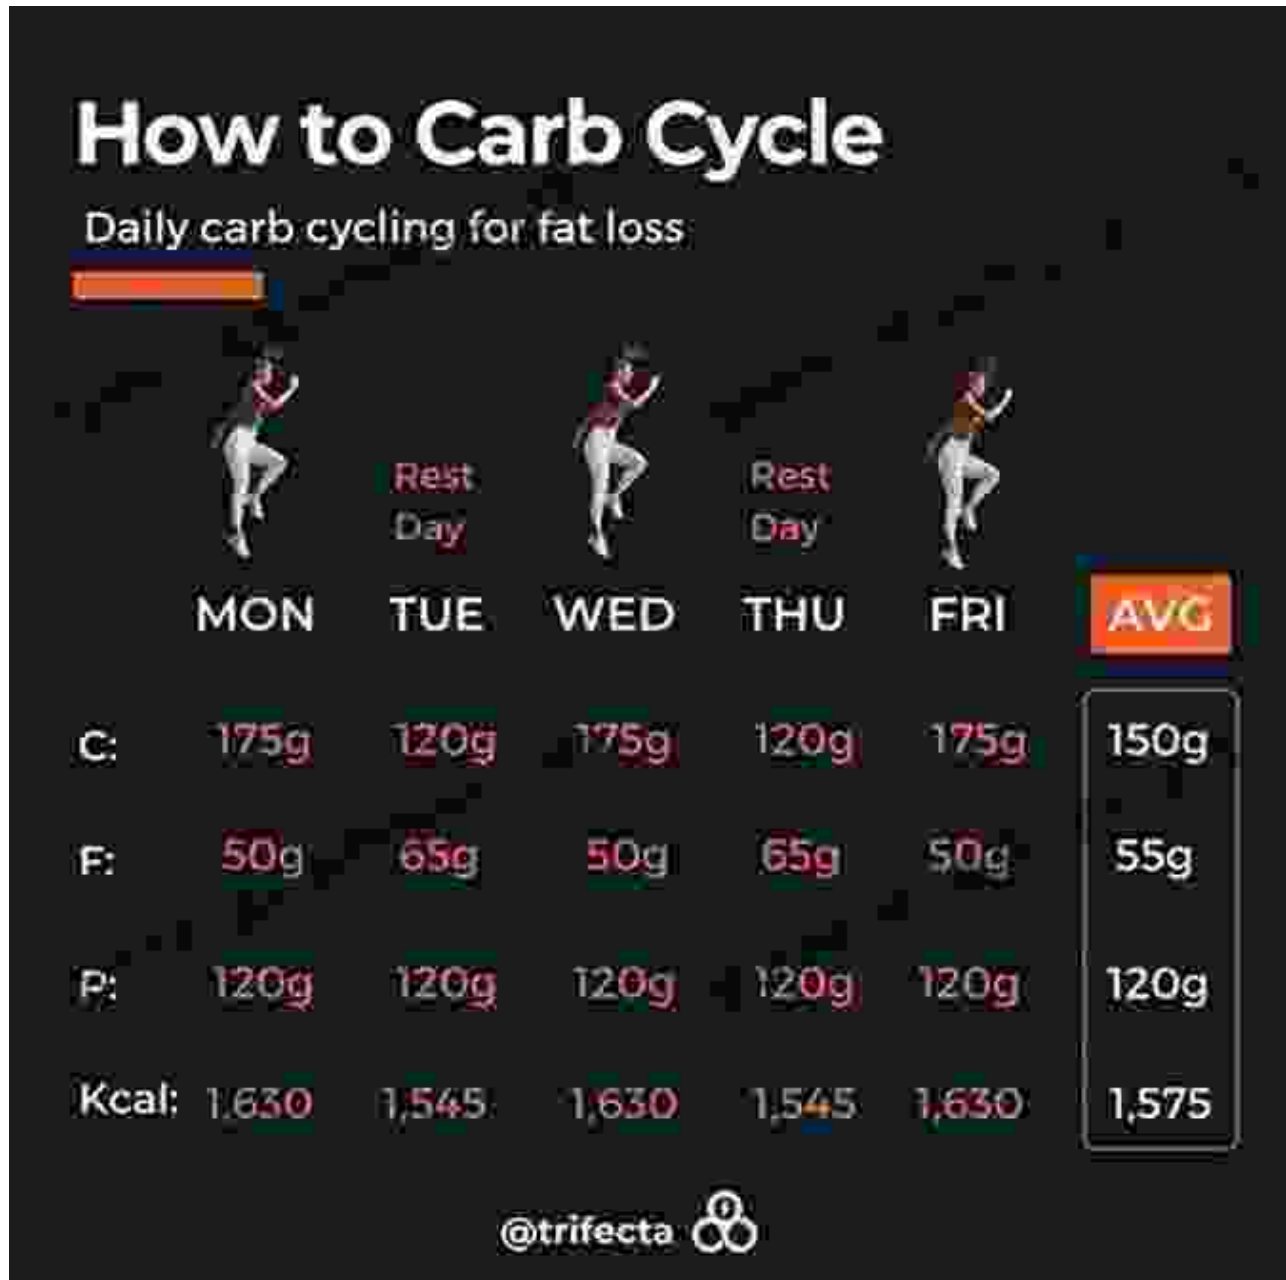 How to Carb Cycle
Daily carb cycling for fat loss
Rest Day Rest Day
MON TUE WED THU FRI AVG
C: 175g 120g 175g 120g 175g 150g
F: 50g 65g 50g 65g 50g 55g
P: 120g 120g 120g 120g 120g 120g
Kcal: 1,630 1,545 1,630 1,545 1,630 1,575
@trifecta